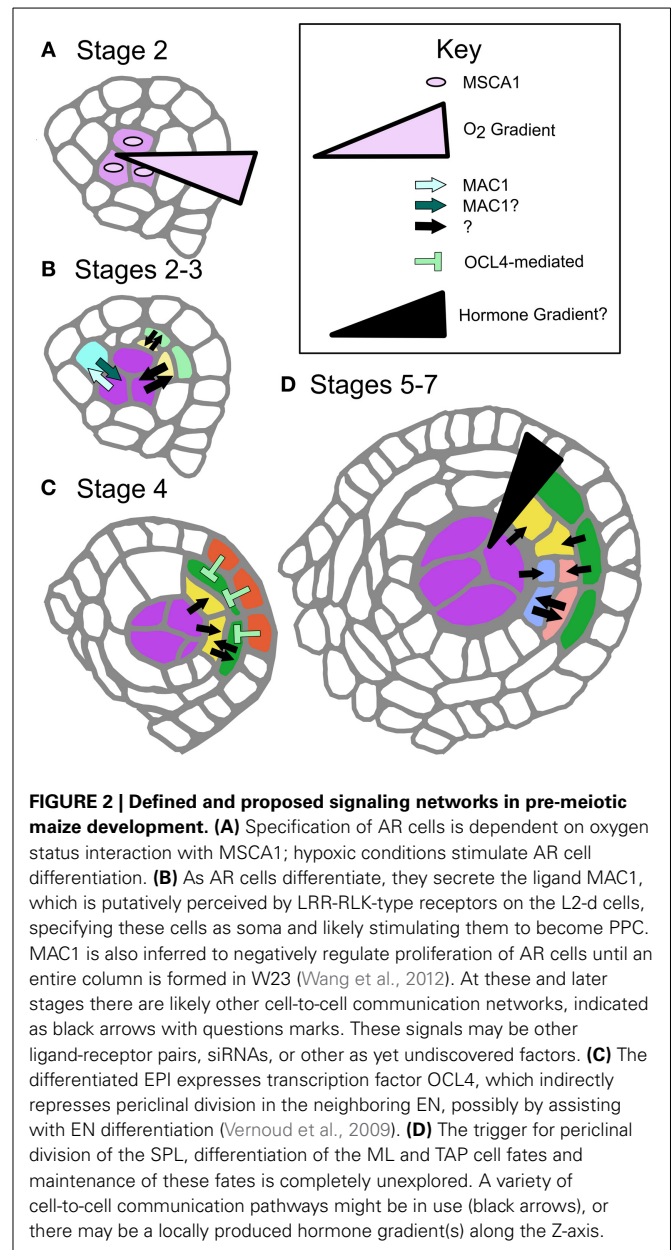 A Stage 2
Key
MSCA1
O2 Gradient
MAC1
MAC1?
?
OCL4-mediated
Hormone Gradient?
B Stages 2-3
D Stages 5-7
C Stage 4
FIGURE 2 | Defined and proposed signaling networks in pre-meiotic
maize development. (A) Specification of AR cells is dependent on oxygen
status interaction with MSCA1; hypoxic conditions stimulate AR cell
differentiation. (B) As AR cells differentiate, they secrete the ligand MAC1,
which is putatively perceived by LRR-RLK-type receptors on the L2-d cells,
specifying these cells as soma and likely stimulating them to become PPC.
MAC1 is also inferred to negatively regulate proliferation of AR cells until an
entire column is formed in W23 (Wang et al., 2012). At these and later
stages there are likely other cell-to-cell communication networks, indicated
as black arrows with questions marks. These signals may be other
ligand-receptor pairs, siRNAs, or other as yet undiscovered factors. (C) The
differentiated EPI expresses transcription factor OCL4, which indirectly
represses periclinal division in the neighboring EN, possibly by assisting
with EN differentiation (Vernoud et al., 2009). (D) The trigger for periclinal
division of the SPL, differentiation of the ML and TAP cell fates and
maintenance of these fates is completely unexplored. A variety of
cell-to-cell communication pathways might be in use (black arrows), or
there may be a locally produced hormone gradient(s) along the Z-axis.